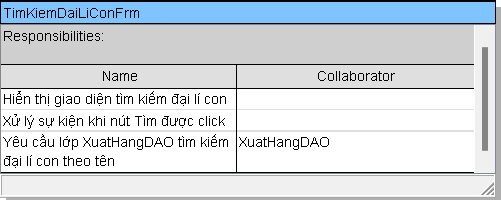 TimKiemDaiLiConFrm
Responsibilities:
Name Collaborator
Hiển thị giao diện tìm kiếm đại lí con
Xử lý sự kiện khi nút Tìm được click
Yêu cầu lớp XuatHangDAO tìm kiếm XuatHangDAO
đại lí con theo tên